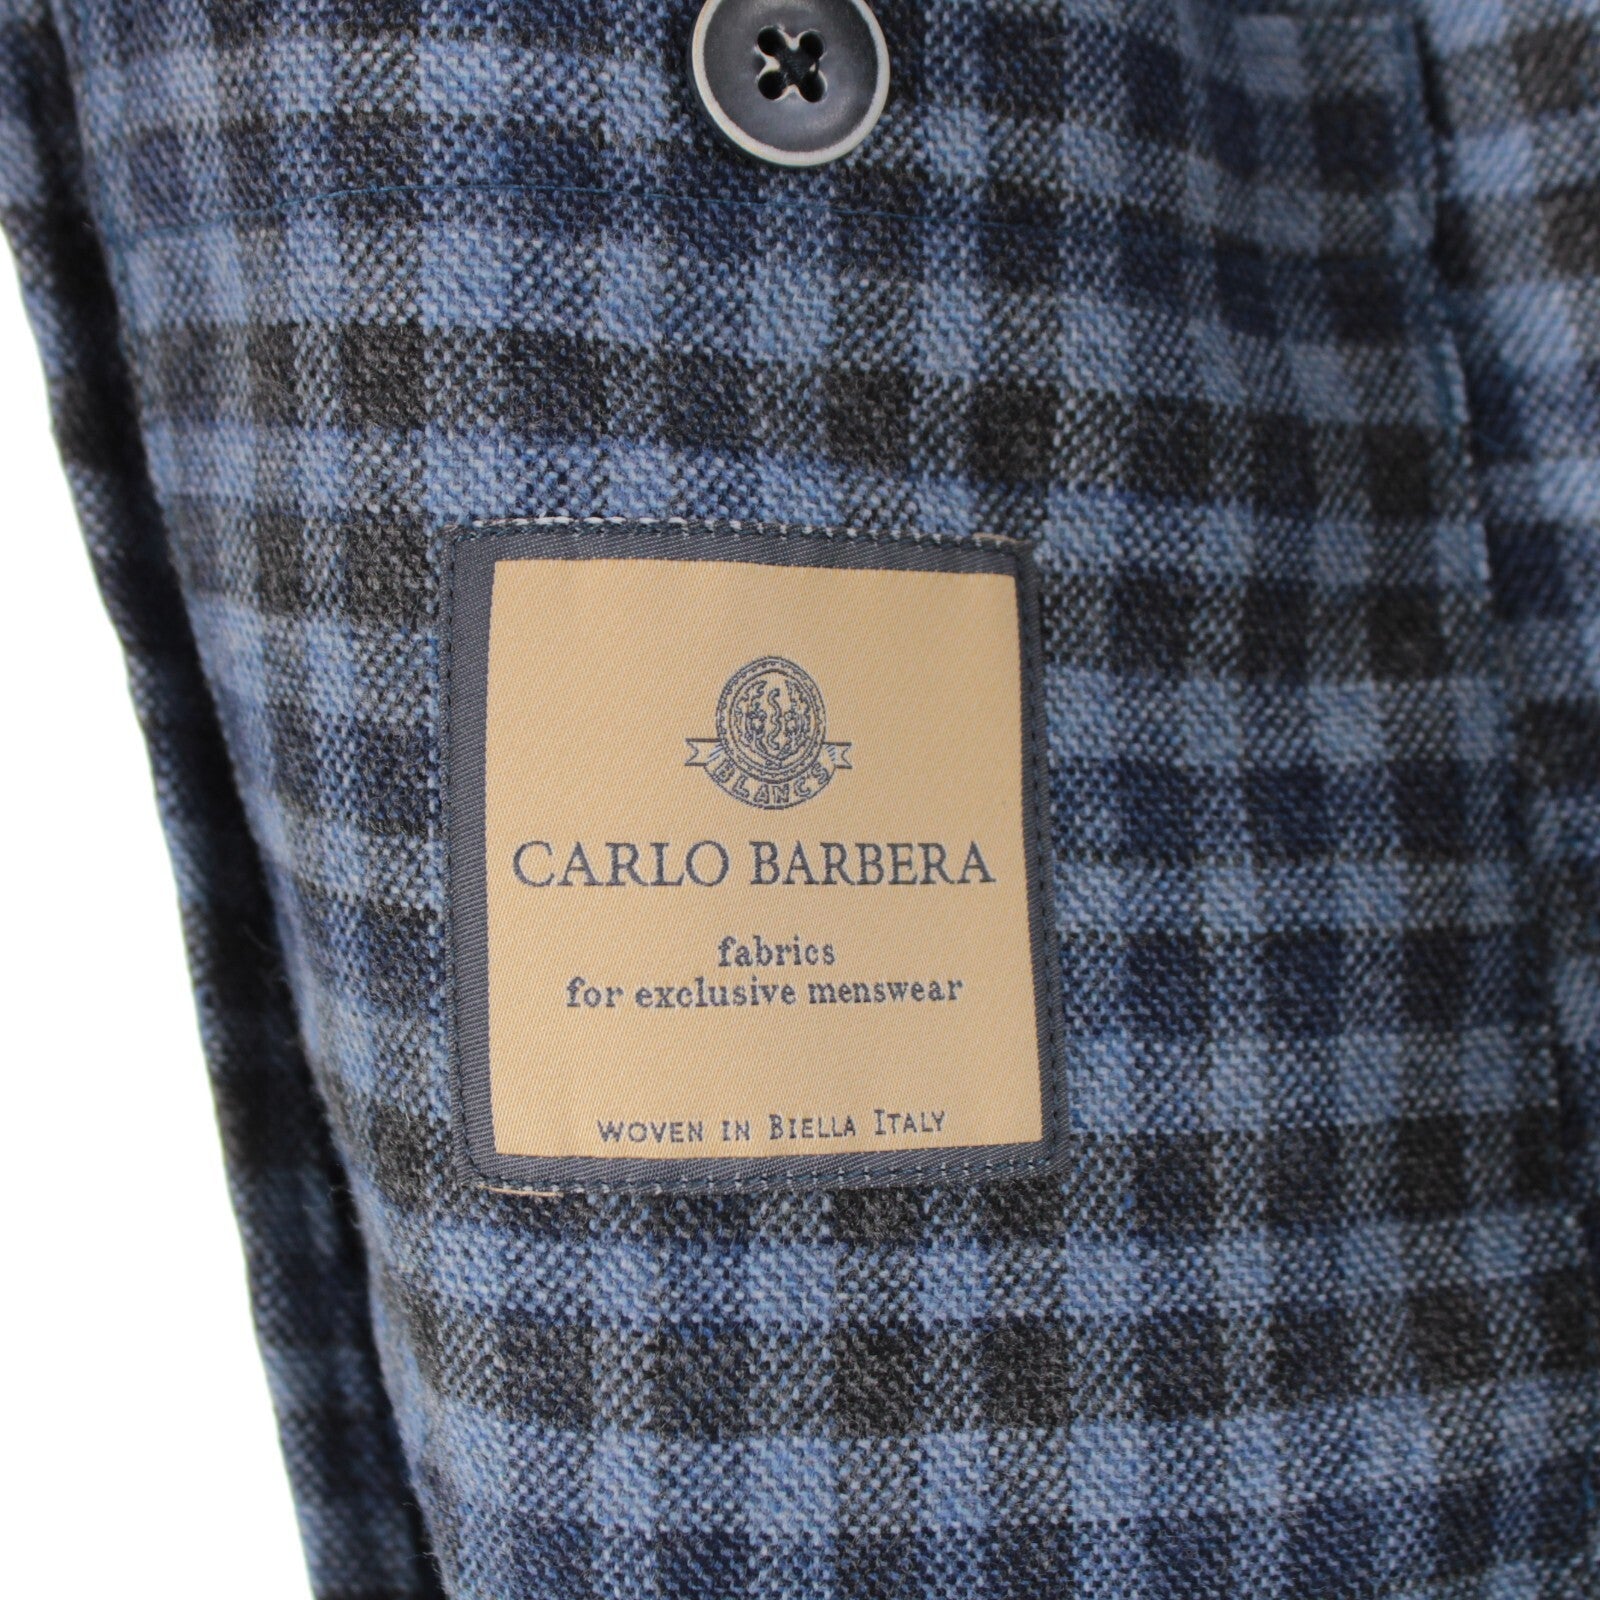 BLANCS
CARLO BARBERA
fabrics
for exclusive menswear
WOVEN IN BIELLA ITALY